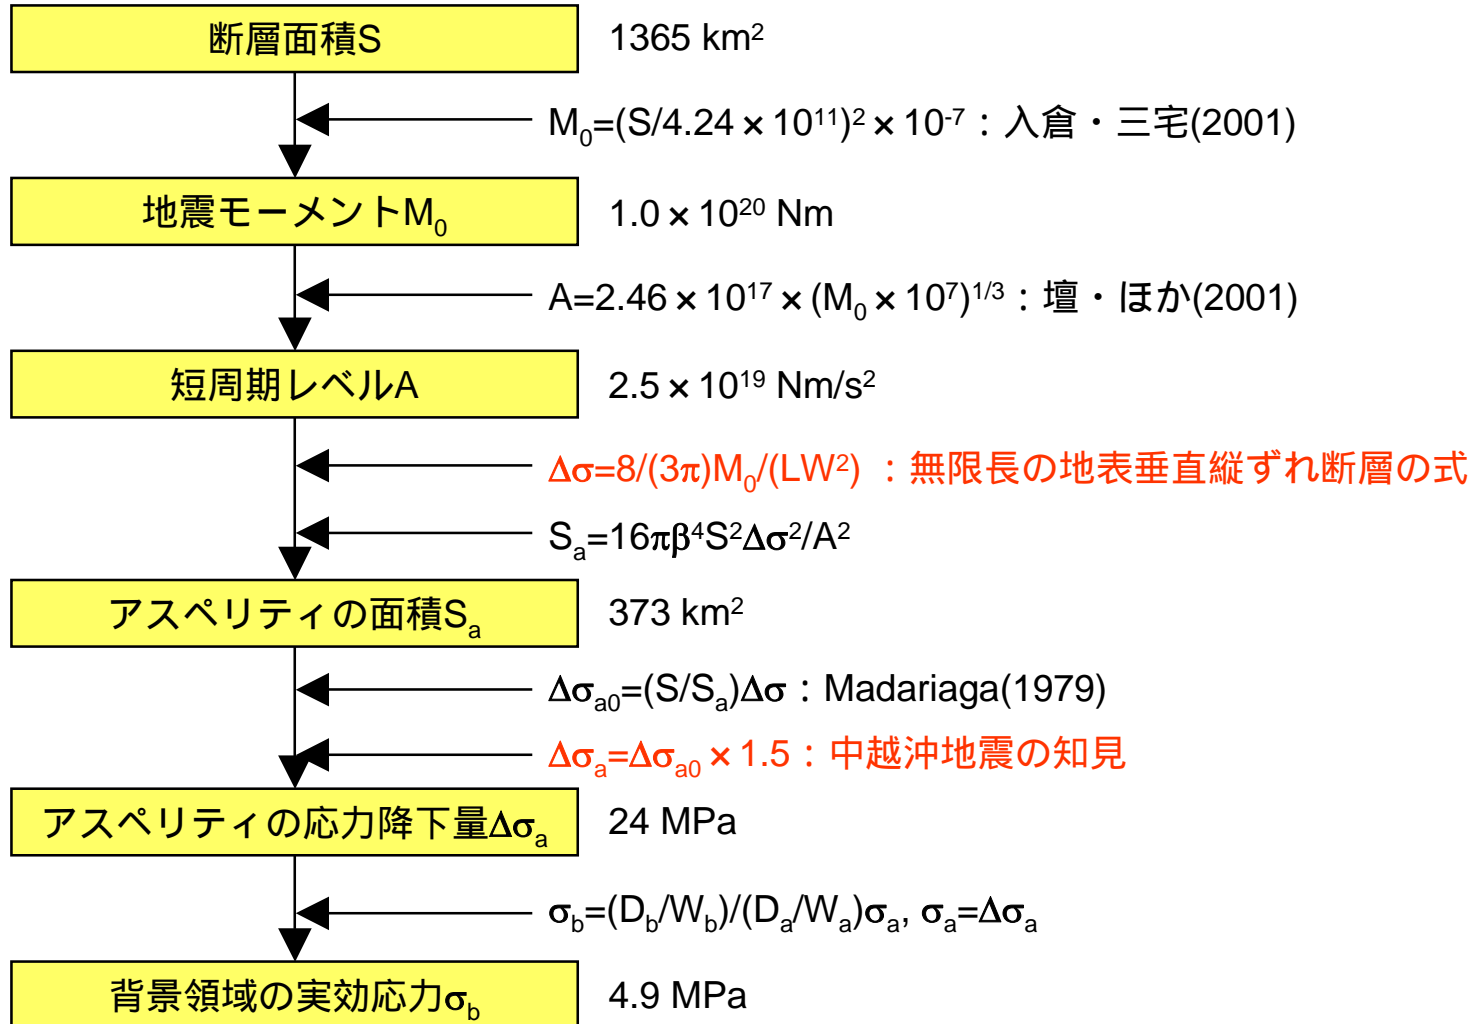 断層面積S 1365 km²
M₀=(S/4.24×10¹¹)²×10⁻⁷：入倉・三宅(2001)
地震モーメントM₀ 1.0×10²⁰ Nm
A=2.46×10¹⁷×(M₀×10⁷)¹/³：壇・ほか(2001)
短周期レベルA 2.5×10¹⁹ Nm/s²
Δσ=8/(3π)M₀/(LW²)：無限長の地表垂直縦ずれ断層の式
Sₐ=16πβ⁴S²Δσ²/A²
アスペリティの面積Sₐ 373 km²
Δσₐ₀=(S/Sₐ)Δσ：Madariaga(1979)
Δσₐ=Δσₐ₀×1.5：中越沖地震の知見
アスペリティの応力降下量Δσₐ 24 MPa
σ_b=(D_b/W_b)/(Dₐ/Wₐ)σₐ, σₐ=Δσₐ
背景領域の実効応力σ_b 4.9 MPa